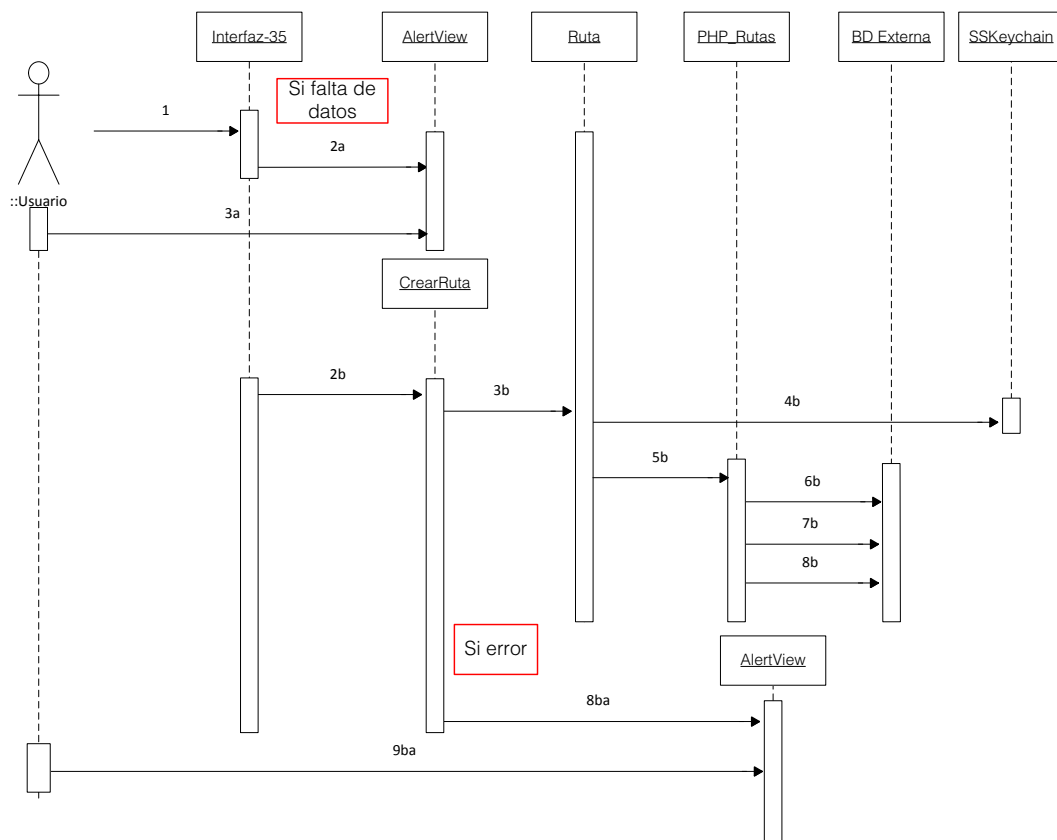 Interfaz-35
AlertView
Ruta
PHP_Rutas
BD Externa
SSKeychain
Si falta de
datos
1
2a
::Usuario
3a
CrearRuta
2b
3b
4b
5b
6b
7b
8b
Si error
AlertView
8ba
9ba